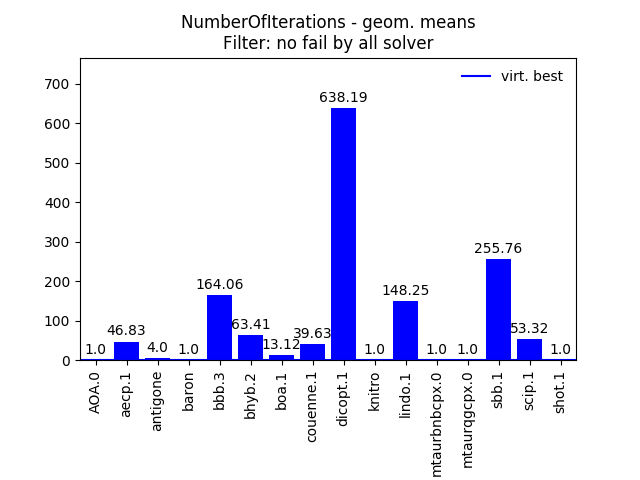 NumberOfIterations - geom. means
Filter: no fail by all solver
virt. best
700
600
500
400
300
200
100
0
1.0
46.83
4.0
1.0
164.06
63.41
13.12
39.63
638.19
1.0
148.25
1.0
1.0
255.76
53.32
1.0
AOA.0
aecp.1
antigone
baron
bbb.3
bhyb.2
boa.1
couenne.1
dicopt.1
knitro
lindo.1
mtaurbnbcpx.0
mtaurqgcpx.0
sbb.1
scip.1
shot.1